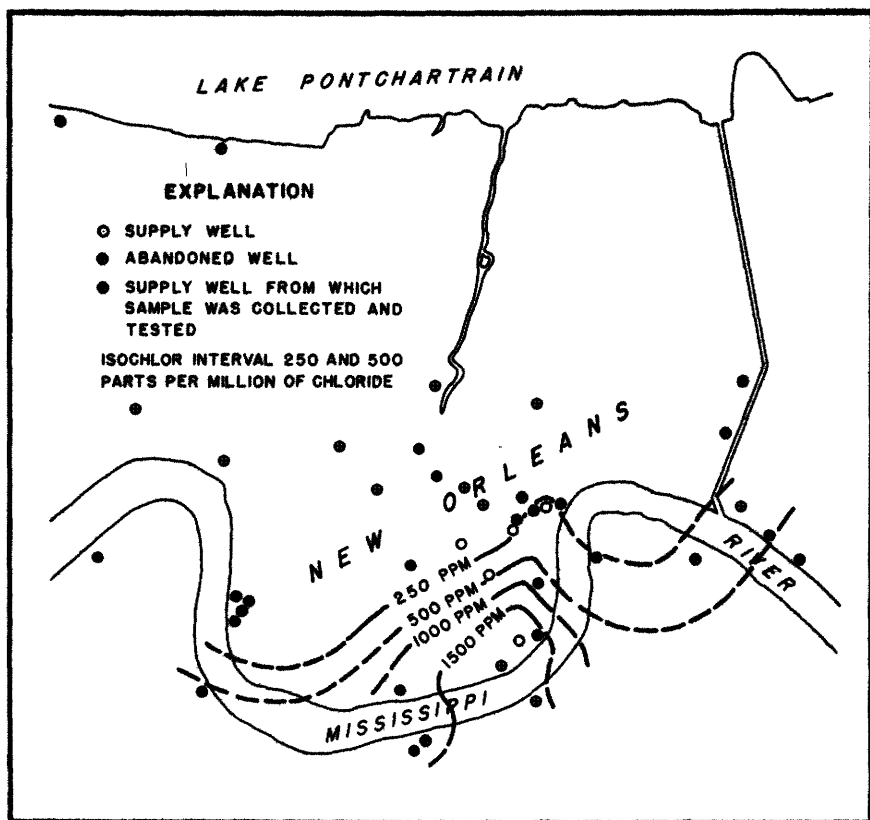 LAKE PONTCHARTRAIN
EXPLANATION
SUPPLY WELL
ABANDONED WELL
SUPPLY WELL FROM WHICH
SAMPLE WAS COLLECTED AND
TESTED
ISOCHLOR INTERVAL 250 AND 500
PARTS PER MILLION OF CHLORIDE
NEW ORLEANS
250 PPM
500 PPM
1000 PPM
1500 PPM
MISSISSIPPI
RIVER